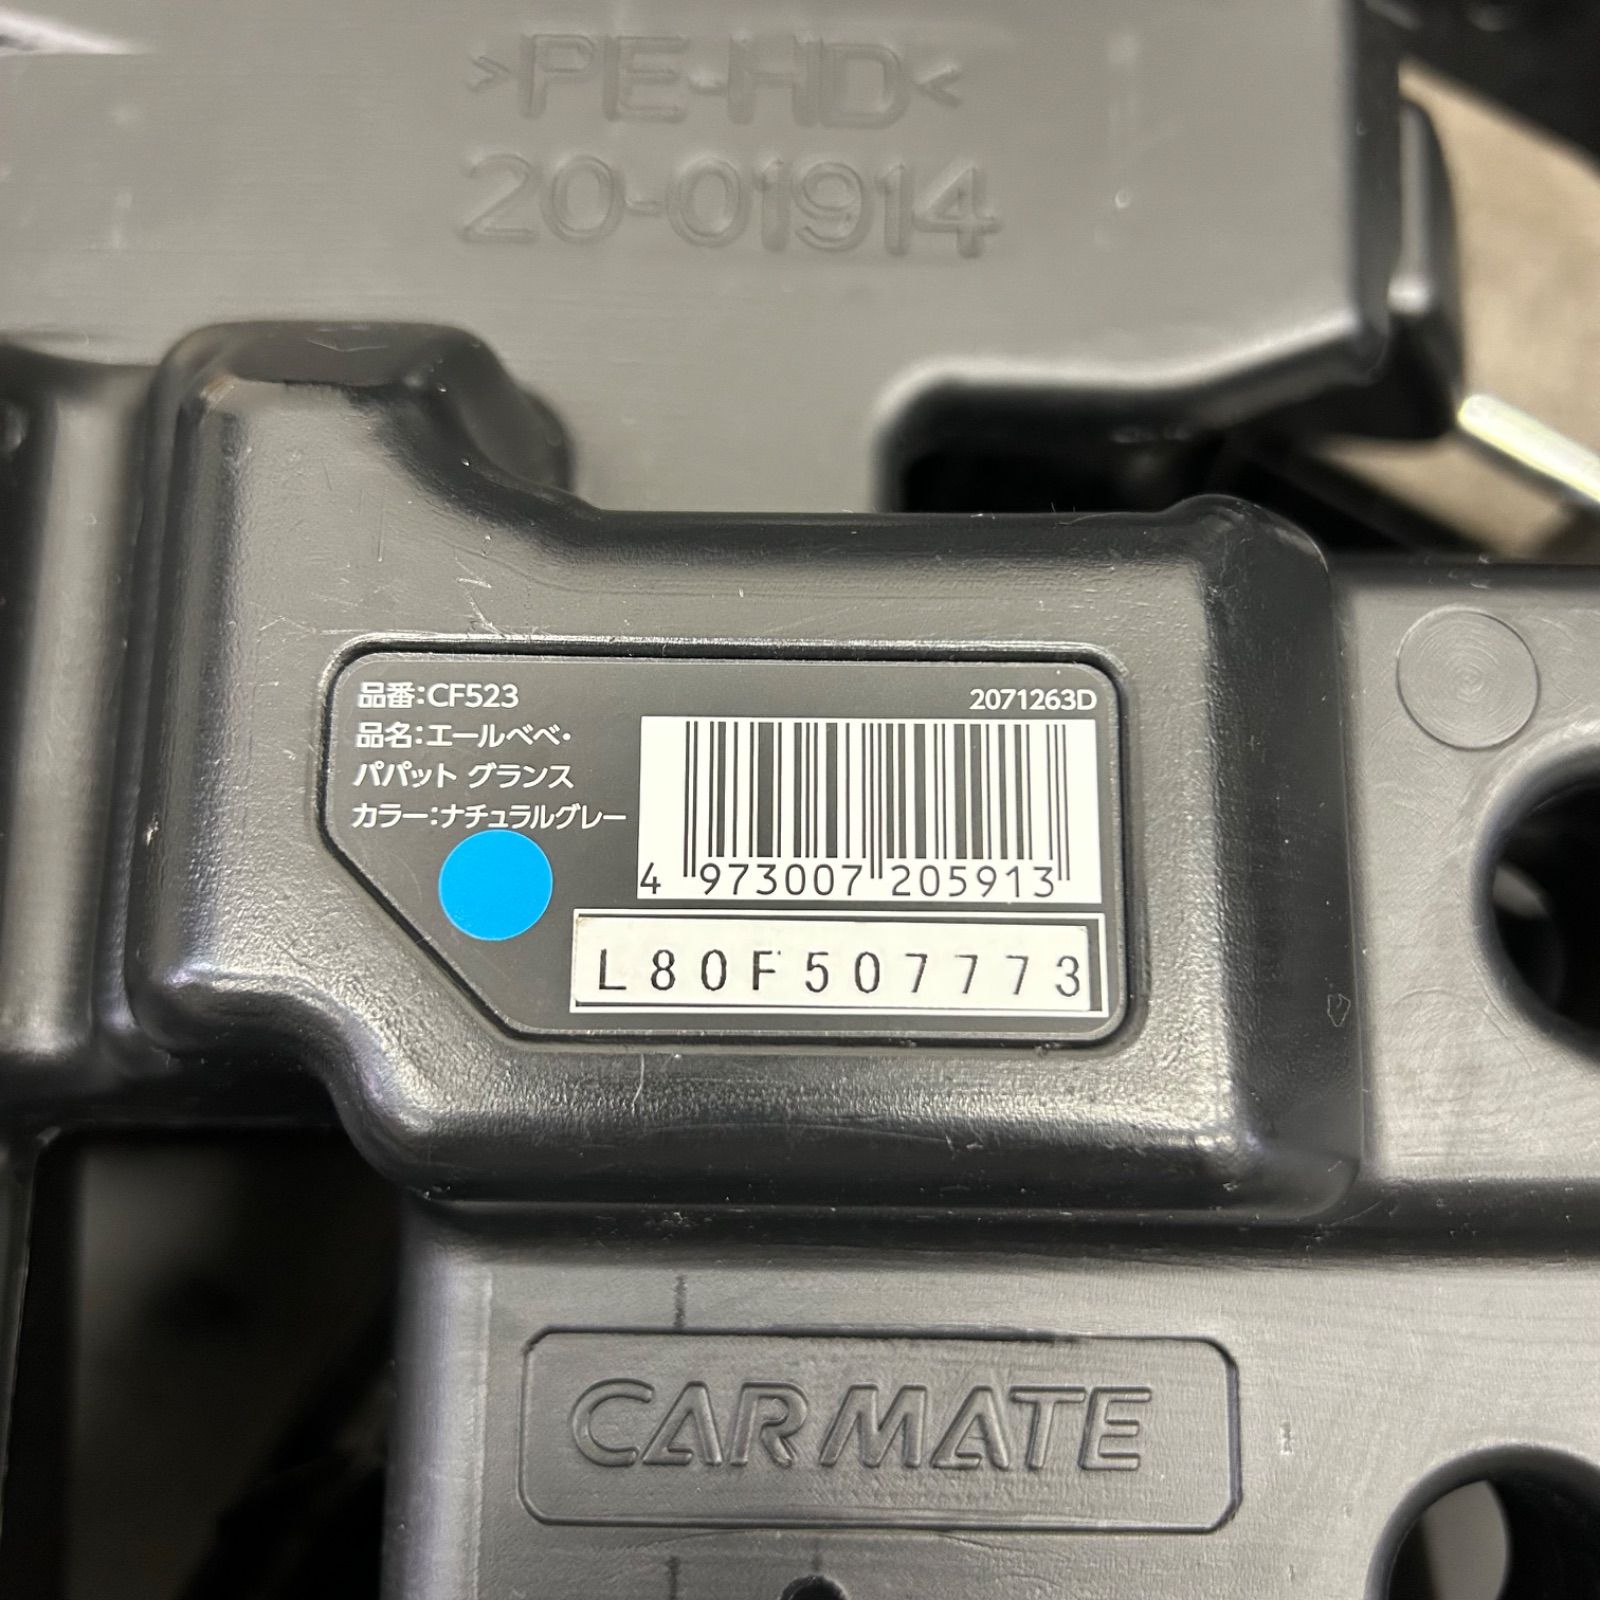 >PE-HD<
20-01914
品番:CF523
2071263D
品名:エールベベ・
パパット グランス
カラー:ナチュラルグレー
4 973007 205913
L80F507773
CARMATE